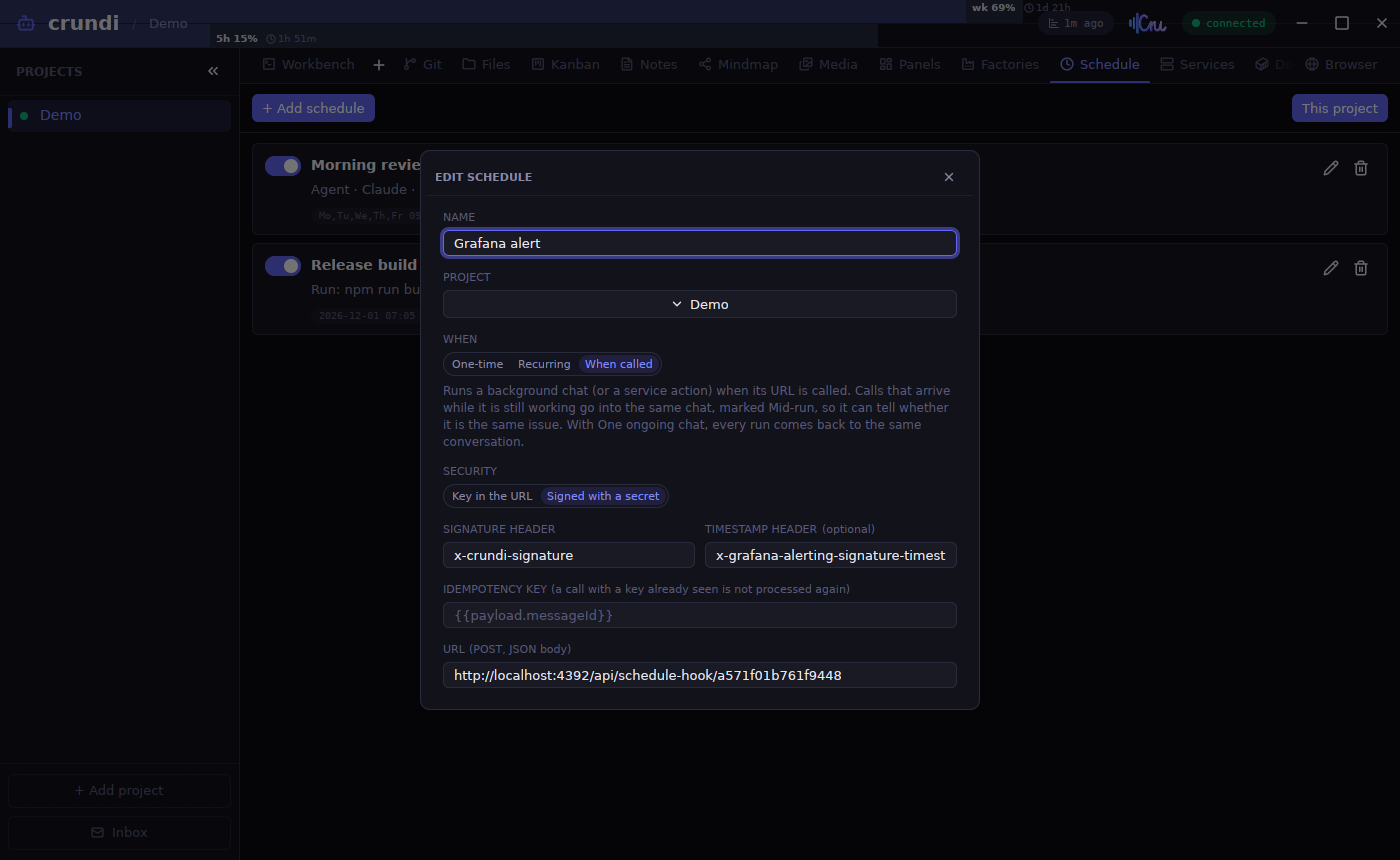 wk 69% 1d 21h
crundi / Demo
1m ago
Cru
connected
5h 15% 1h 51m
PROJECTS
Workbench
Git
Files
Kanban
Notes
Mindmap
Media
Panels
Factories
Schedule
Services
Browser
Demo
+ Add schedule
This project
Morning revie
Agent · Claude ·
Mo,Tu,We,Th,Fr
Release build
Run: npm run bu
2026-12-01 07:05
EDIT SCHEDULE
NAME
Grafana alert
PROJECT
Demo
WHEN
One-time Recurring When called
Runs a background chat (or a service action) when its URL is called. Calls that arrive
while it is still working go into the same chat, marked Mid-run, so it can tell whether
it is the same issue. With One ongoing chat, every run comes back to the same
conversation.
SECURITY
Key in the URL Signed with a secret
SIGNATURE HEADER
TIMESTAMP HEADER (optional)
x-crundi-signature
x-grafana-alerting-signature-timest
IDEMPOTENCY KEY (a call with a key already seen is not processed again)
{{payload.messageId}}
URL (POST, JSON body)
http://localhost:4392/api/schedule-hook/a571f01b761f9448
+ Add project
Inbox